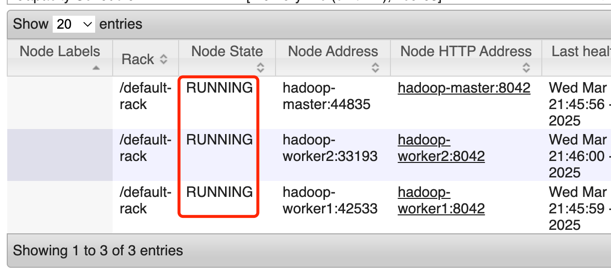 Show 20 entries
Node Labels Rack Node State Node Address Node HTTP Address Last heal
/default- RUNNING hadoop- hadoop-master:8042 Wed Mar
rack master:44835 21:45:56
2025
/default- RUNNING hadoop- hadoop- Wed Mar
rack worker2:33193 worker2:8042 21:46:00
2025
/default- RUNNING hadoop- hadoop- Wed Mar
rack worker1:42533 worker1:8042 21:45:59
2025
Showing 1 to 3 of 3 entries